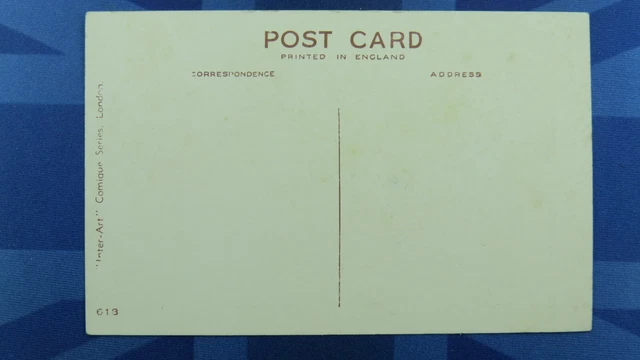 POST CARD
PRINTED IN ENGLAND
CORRESPONDENCE
ADDRESS
"Inter-Art" Comique Series, London.
613